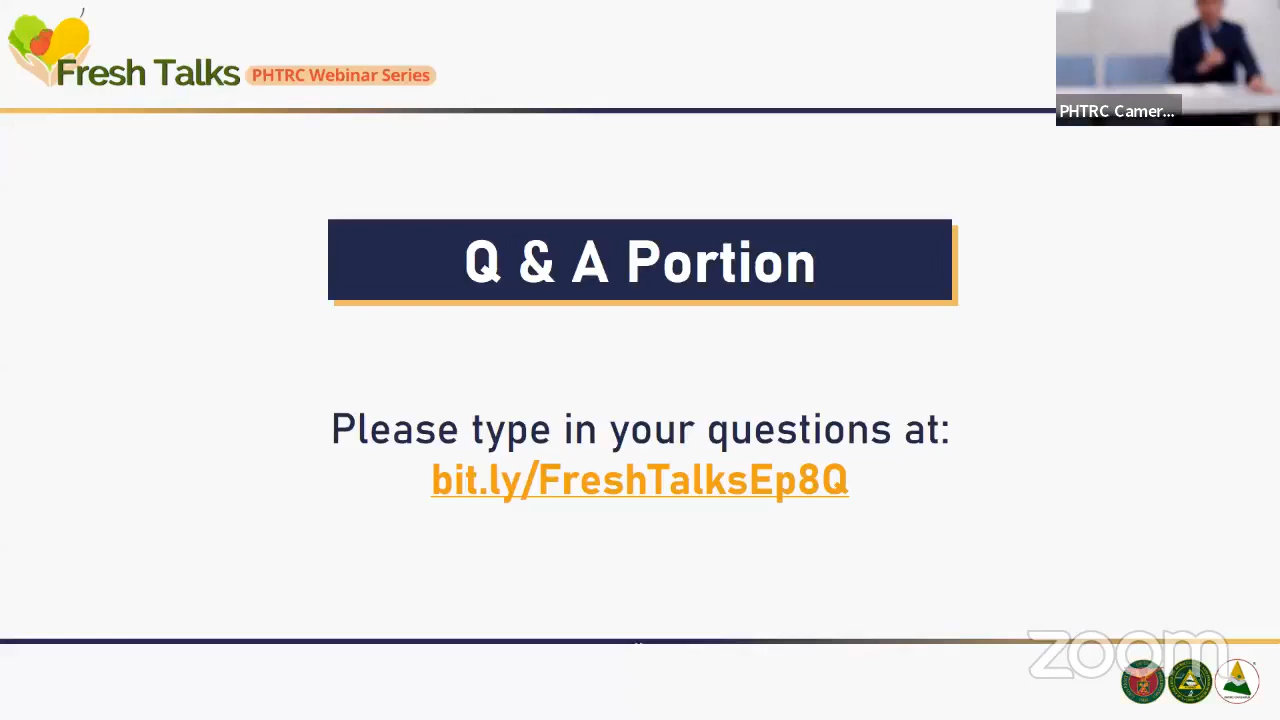 Fresh Talks PHTRC Webinar Series
PHTRC Camer...
Q & A Portion
Please type in your questions at:
bit.ly/FreshTalksEp8Q
zoom